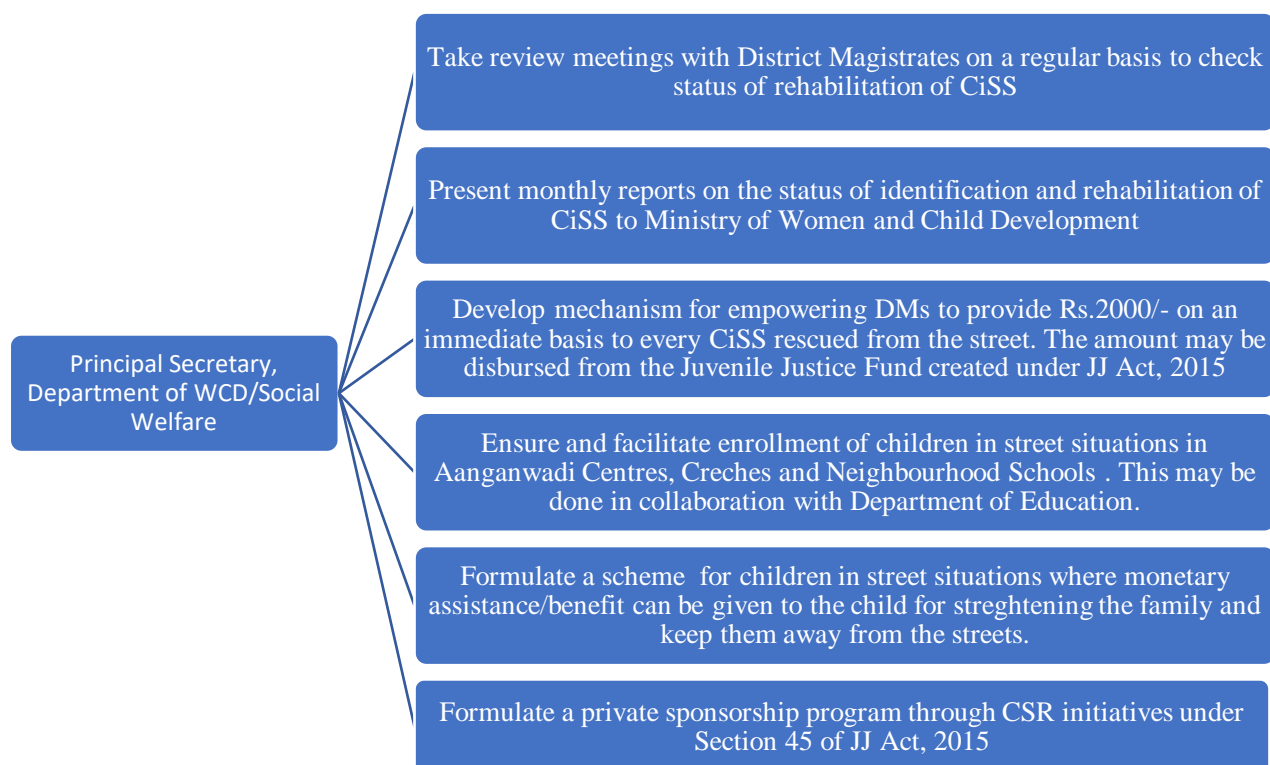 Principal Secretary,
Department of WCD/Social
Welfare
Take review meetings with District Magistrates on a regular basis to check
status of rehabilitation of CiSS
Present monthly reports on the status of identification and rehabilitation of
CiSS to Ministry of Women and Child Development
Develop mechanism for empowering DMs to provide Rs.2000/- on an
immediate basis to every CiSS rescued from the street. The amount may be
disbursed from the Juvenile Justice Fund created under JJ Act, 2015
Ensure and facilitate enrollment of children in street situations in
Aanganwadi Centres, Creches and Neighbourhood Schools . This may be
done in collaboration with Department of Education.
Formulate a scheme for children in street situations where monetary
assistance/benefit can be given to the child for streghtening the family and
keep them away from the streets.
Formulate a private sponsorship program through CSR initiatives under
Section 45 of JJ Act, 2015